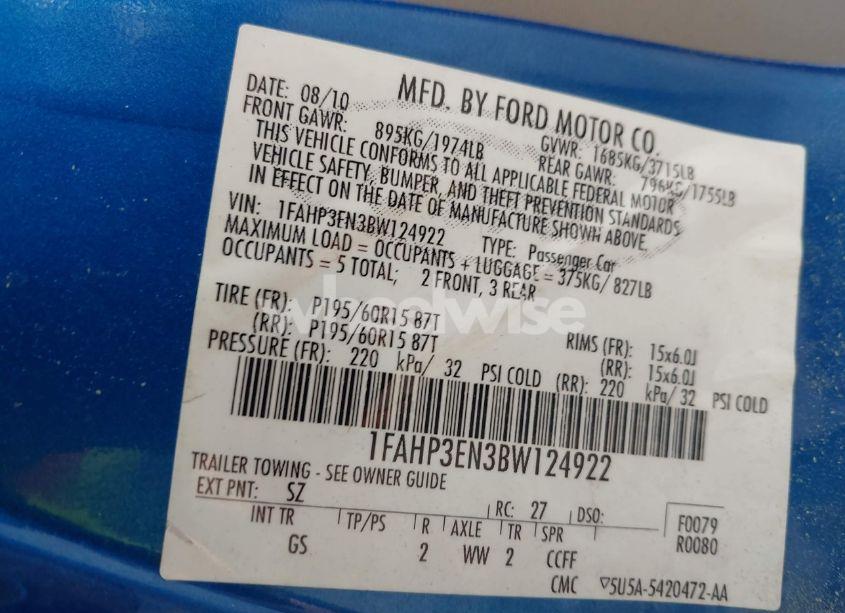 MFD. BY FORD MOTOR CO.
DATE: 08/10 GVWR: 1685KG/3715LB
FRONT GAWR: 895KG/1974LB REAR GAWR: 796KG/1755LB
THIS VEHICLE CONFORMS TO ALL APPLICABLE FEDERAL MOTOR
VEHICLE SAFETY, BUMPER, AND THEFT PREVENTION STANDARDS
IN EFFECT ON THE DATE OF MANUFACTURE SHOWN ABOVE.
VIN: 1FAHP3EN3BW124922 TYPE: Passenger Car
MAXIMUM LOAD = OCCUPANTS + LUGGAGE = 375KG/ 827LB
OCCUPANTS = 5 TOTAL; 2 FRONT, 3 REAR
TIRE (FR): P195/60R15 87T RIMS (FR): 15x6.0J
(RR): P195/60R15 87T (RR): 15x6.0J
PRESSURE (FR): 220 kPa/ 32 PSI COLD (RR): 220 kPa/ 32 PSI COLD
wheelwise
1FAHP3EN3BW124922
TRAILER TOWING - SEE OWNER GUIDE
EXT PNT: SZ RC: 27 DSO: F0079
INT TR TP/PS R AXLE TR SPR R0080
GS 2 WW 2 CCFF
CMC 5U5A-5420472-AA